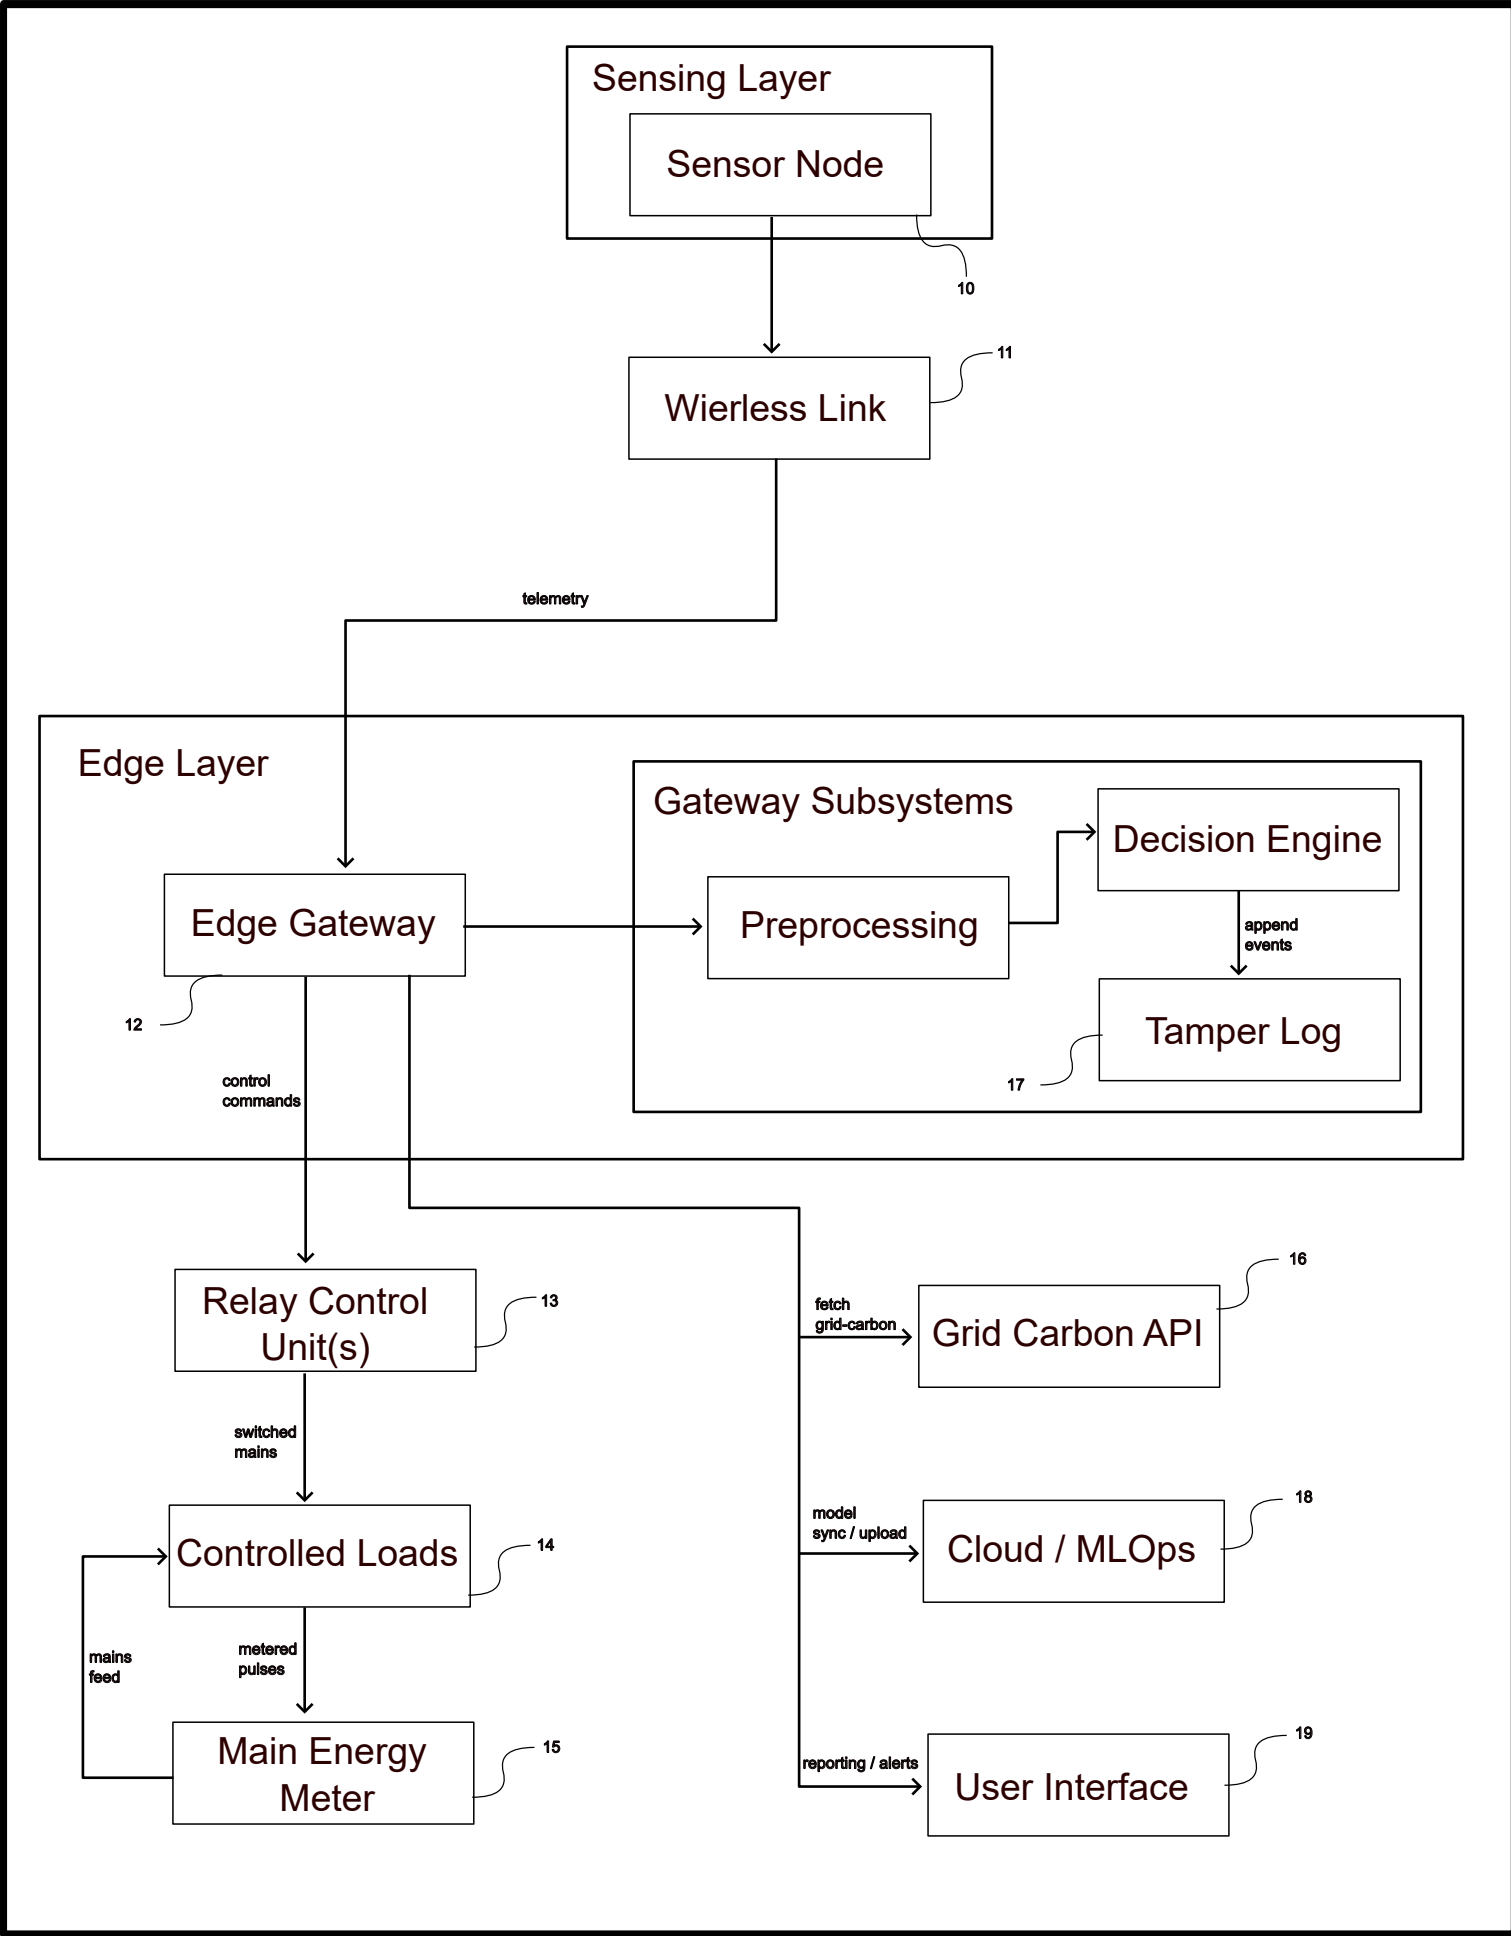 Sensing Layer
Sensor Node
10
11
Wierless Link
telemetry
Edge Layer
Gateway Subsystems
Decision Engine
Edge Gateway
Preprocessing
append
events
12
Tamper Log
17
control
commands
16
Relay Control
Unit(s)
13
fetch
grid-carbon
Grid Carbon API
switched
mains
18
model
sync / upload
Controlled Loads
14
Cloud / MLOps
mains
feed
metered
pulses
19
Main Energy
Meter
15
reporting / alerts
User Interface